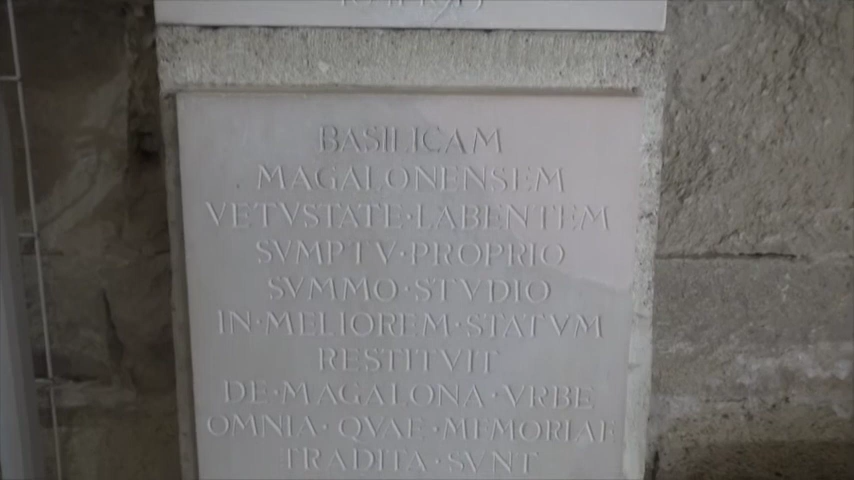 BASILICAM
MAGALONENSEM
VETVSTATE·LABENTEM
SVMPTV·PROPRIO
SVMMO·STVDIO
IN·MELIOREM·STATVM
RESTITVIT
DE·MAGALONA·VRBE
OMNIA·QVAE·MEMORIAE
TRADITA·SVNT